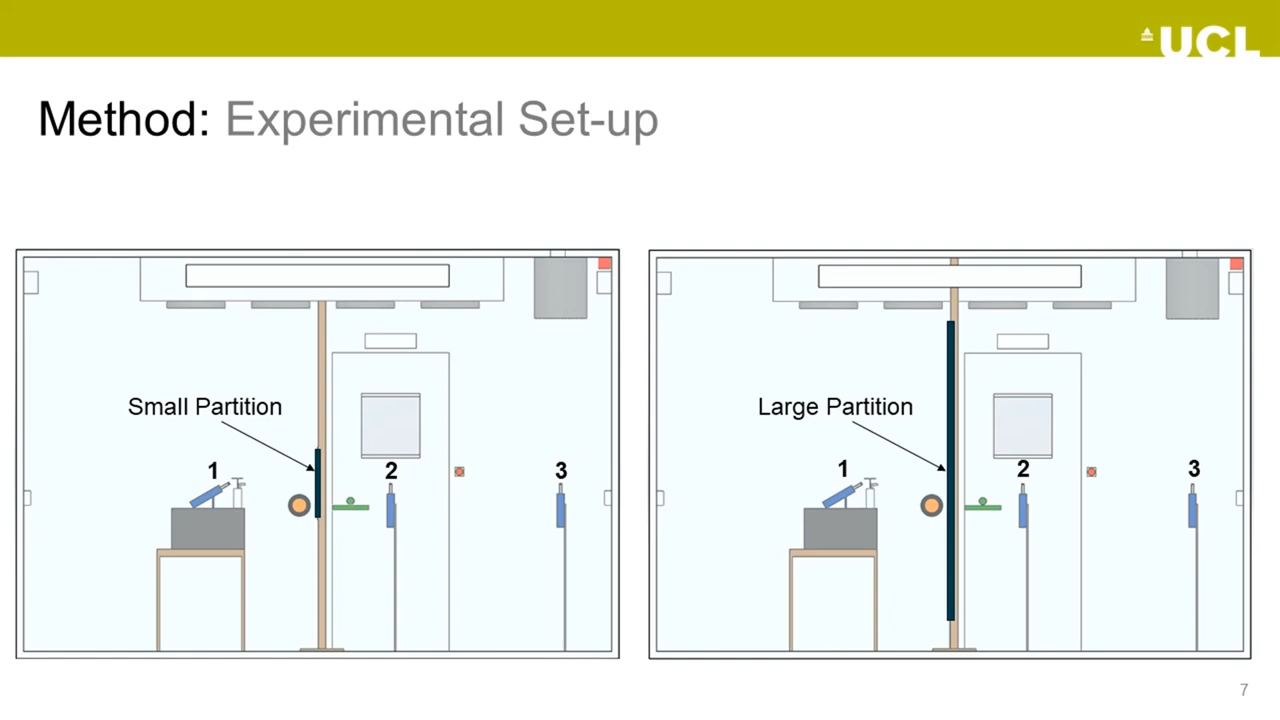 UCL
Method: Experimental Set-up
Small Partition
1
2
3
Large Partition
1
2
3
7